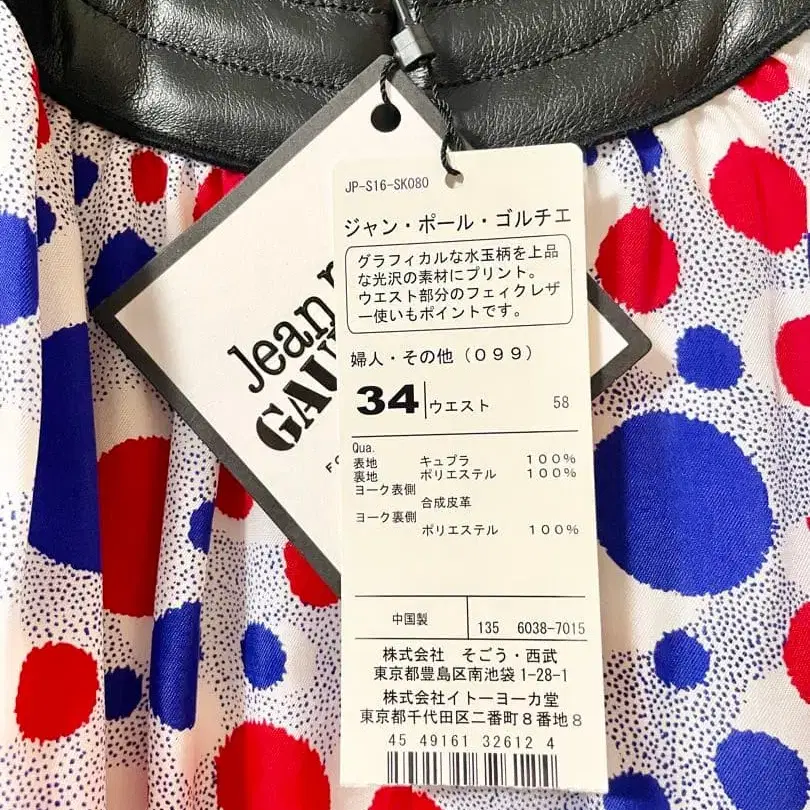 JP-S16-SK080
ジャン・ポール・ゴルチエ
グラフィカルな水玉柄を上品
な光沢の素材にプリント。
ウエスト部分のフェイクレザ
ー使いもポイントです。
婦人・その他（０９９）
34 ウエスト 58
Qua.
表地 キュプラ １００％
裏地 ポリエステル １００％
ヨーク表側
合成皮革
ヨーク裏側
ポリエステル １００％
中国製 135 6038-7015
株式会社 そごう・西武
東京都豊島区南池袋1-28-1
株式会社イトーヨーカ堂
東京都千代田区二番町８番地８
45 49161 32612 4
Jean
GAU